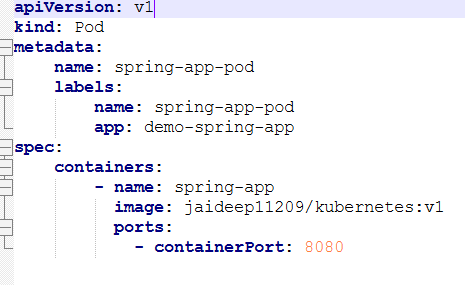 apiVersion: v1
kind: Pod
metadata:
    name: spring-app-pod
    labels:
        name: spring-app-pod
        app: demo-spring-app
spec:
    containers:
        - name: spring-app
          image: jaideep11209/kubernetes:v1
          ports:
            - containerPort: 8080